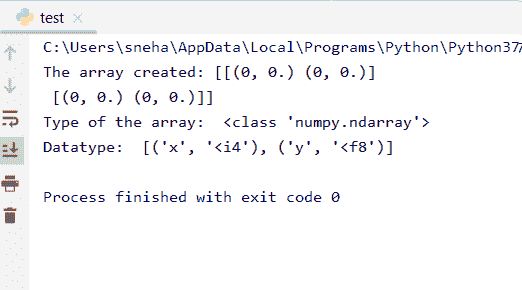 test
C:\Users\sneha\AppData\Local\Programs\Python\Python37
The array created: [[(0, 0.) (0, 0.)]
 [(0, 0.) (0, 0.)]]
Type of the array:  <class 'numpy.ndarray'>
Datatype:  [('x', '<i4'), ('y', '<f8')]
Process finished with exit code 0